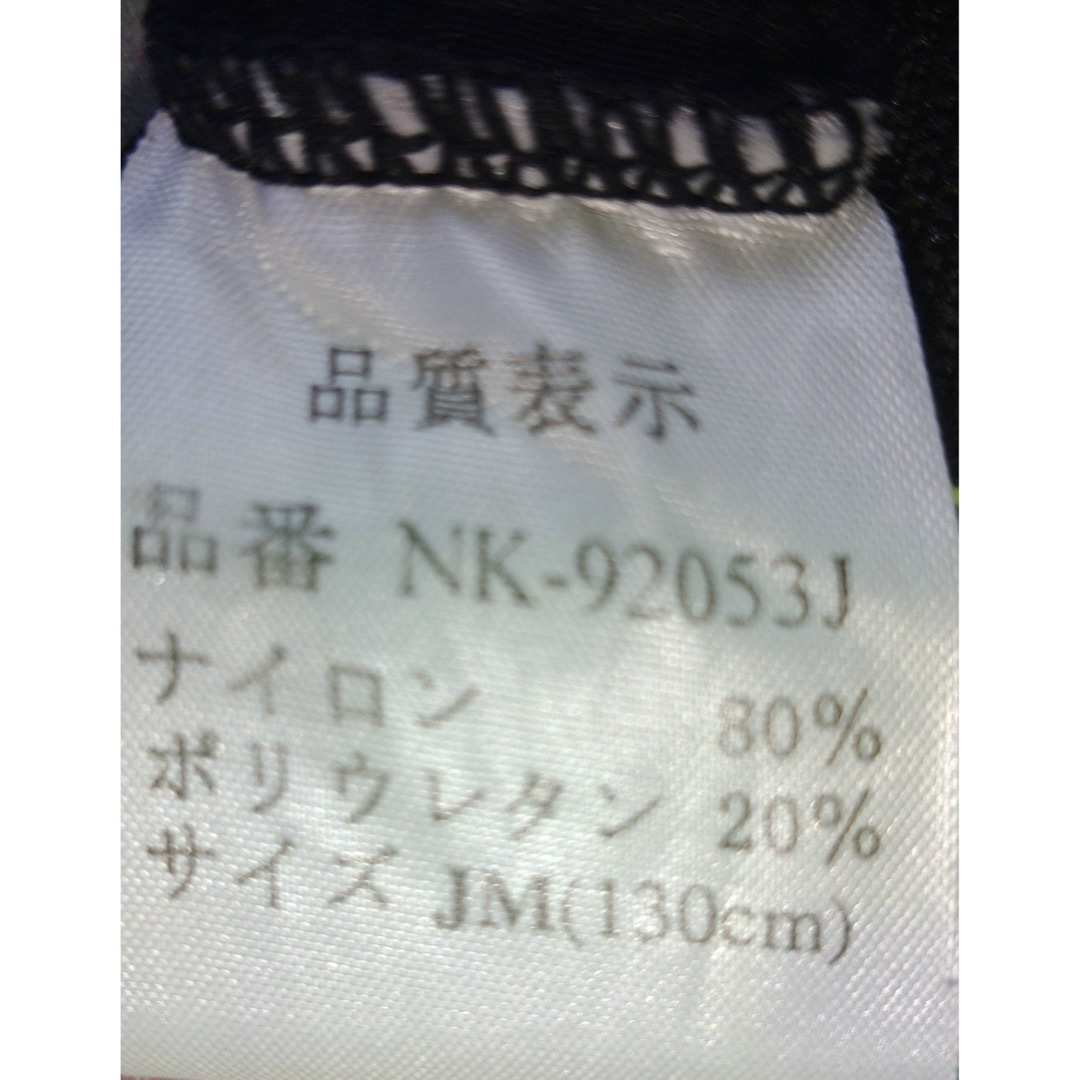 品質表示
品番 NK-92053J
ナイロン 80%
ポリウレタン 20%
サイズ JM(130cm)